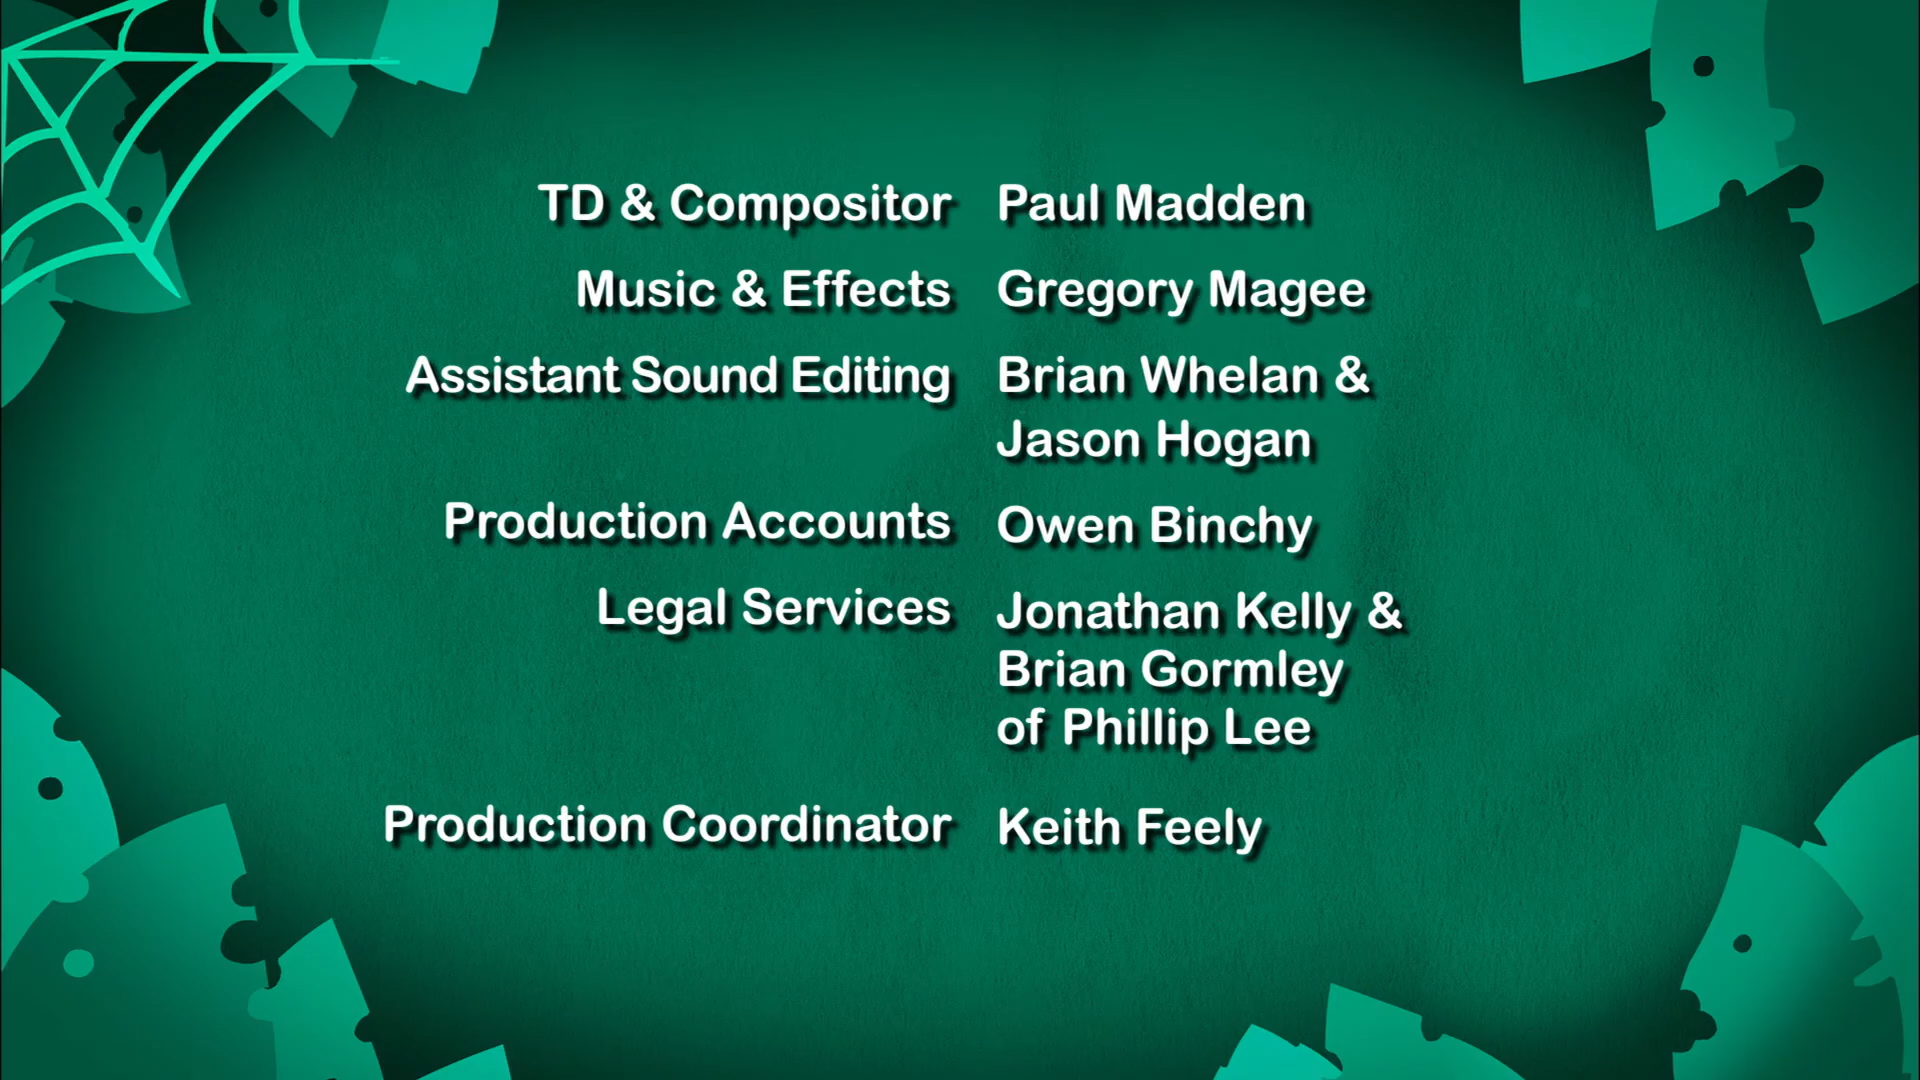 TD & Compositor Paul Madden
Music & Effects Gregory Magee
Assistant Sound Editing Brian Whelan &
Jason Hogan
Production Accounts Owen Binchy
Legal Services Jonathan Kelly &
Brian Gormley
of Phillip Lee
Production Coordinator Keith Feely